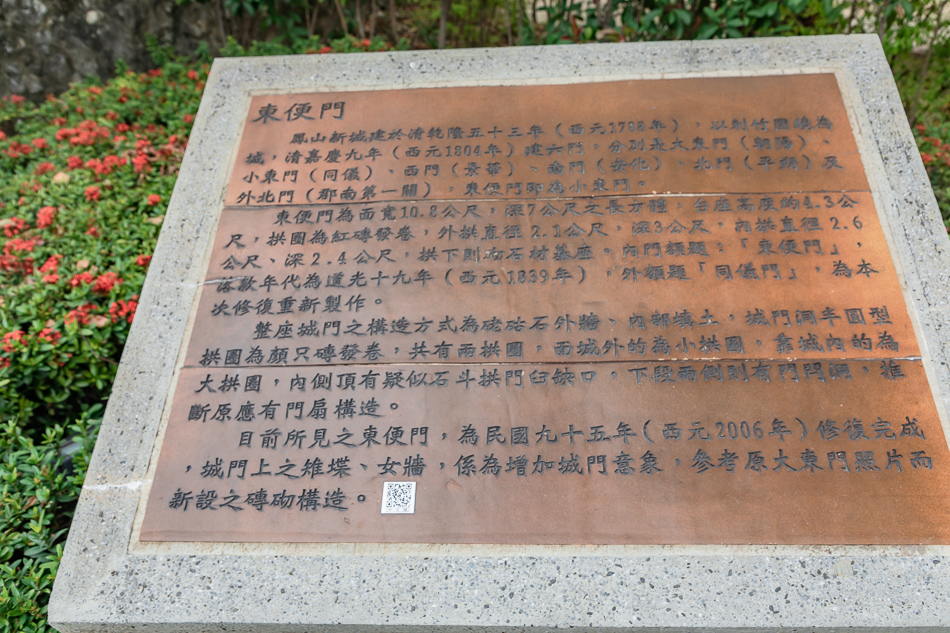 東便門
鳳山新城建於清乾隆五十三年（西元1788年），以刺竹圍繞為
城，清嘉慶九年（西元1804年）建六門，分別為大東門（朝陽）、
小東門（同儀）、西門（景華）、南門（安化）、北門（平朔）及
外北門（郡南第一關），東便門即為小東門。
東便門為面寬10.8公尺，深7公尺之長方體，台座高度約4.3公
尺，拱圈為紅磚發卷，外拱直徑2.1公尺，深3公尺，內拱直徑2.6
公尺、深2.4公尺，拱下則砌石材基座。內門額題：「東便門」，
落款年代為道光十九年（西元1839年），外額題「同儀門」，為本
次修復重新製作。
整座城門之構造方式為硓𥑮石外牆、內部填土，城門洞半圓型
拱圈為顏只磚發卷，共有兩拱圈，面城外的為小拱圈，靠城內的為
大拱圈，內側頂有疑似石斗拱門臼缺口，下段兩側則有門閂洞，推
斷原應有門扇構造。
目前所見之東便門，為民國九十五年（西元2006年）修復完成
，城門上之雉堞、女牆，係為增加城門意象，參考原大東門照片而
新設之磚砌構造。